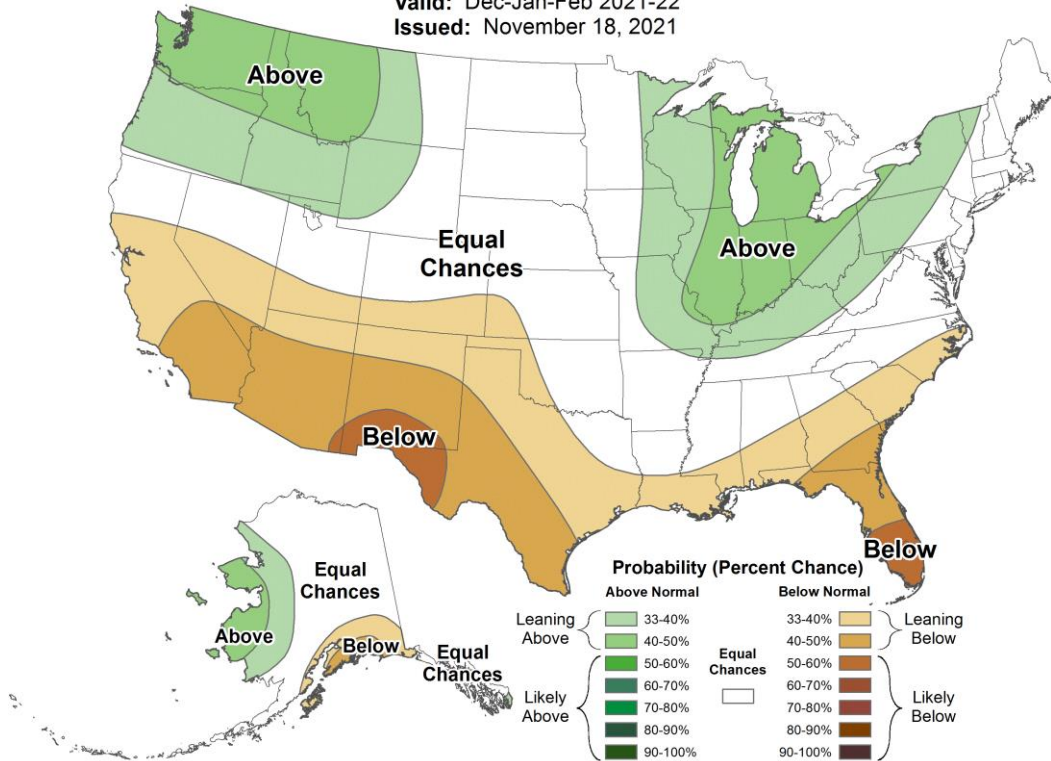 Valid: Dec-Jan-Feb 2021-22
Issued: November 18, 2021
Above
Equal
Chances
Above
Below
Below
Equal
Chances
Above
Below
Equal
Chances
Probability (Percent Chance)
Above Normal
Below Normal
Leaning
Above
33-40%
40-50%
Likely
Above
50-60%
60-70%
70-80%
80-90%
90-100%
Equal
Chances
33-40%
40-50%
Leaning
Below
50-60%
60-70%
70-80%
80-90%
90-100%
Likely
Below